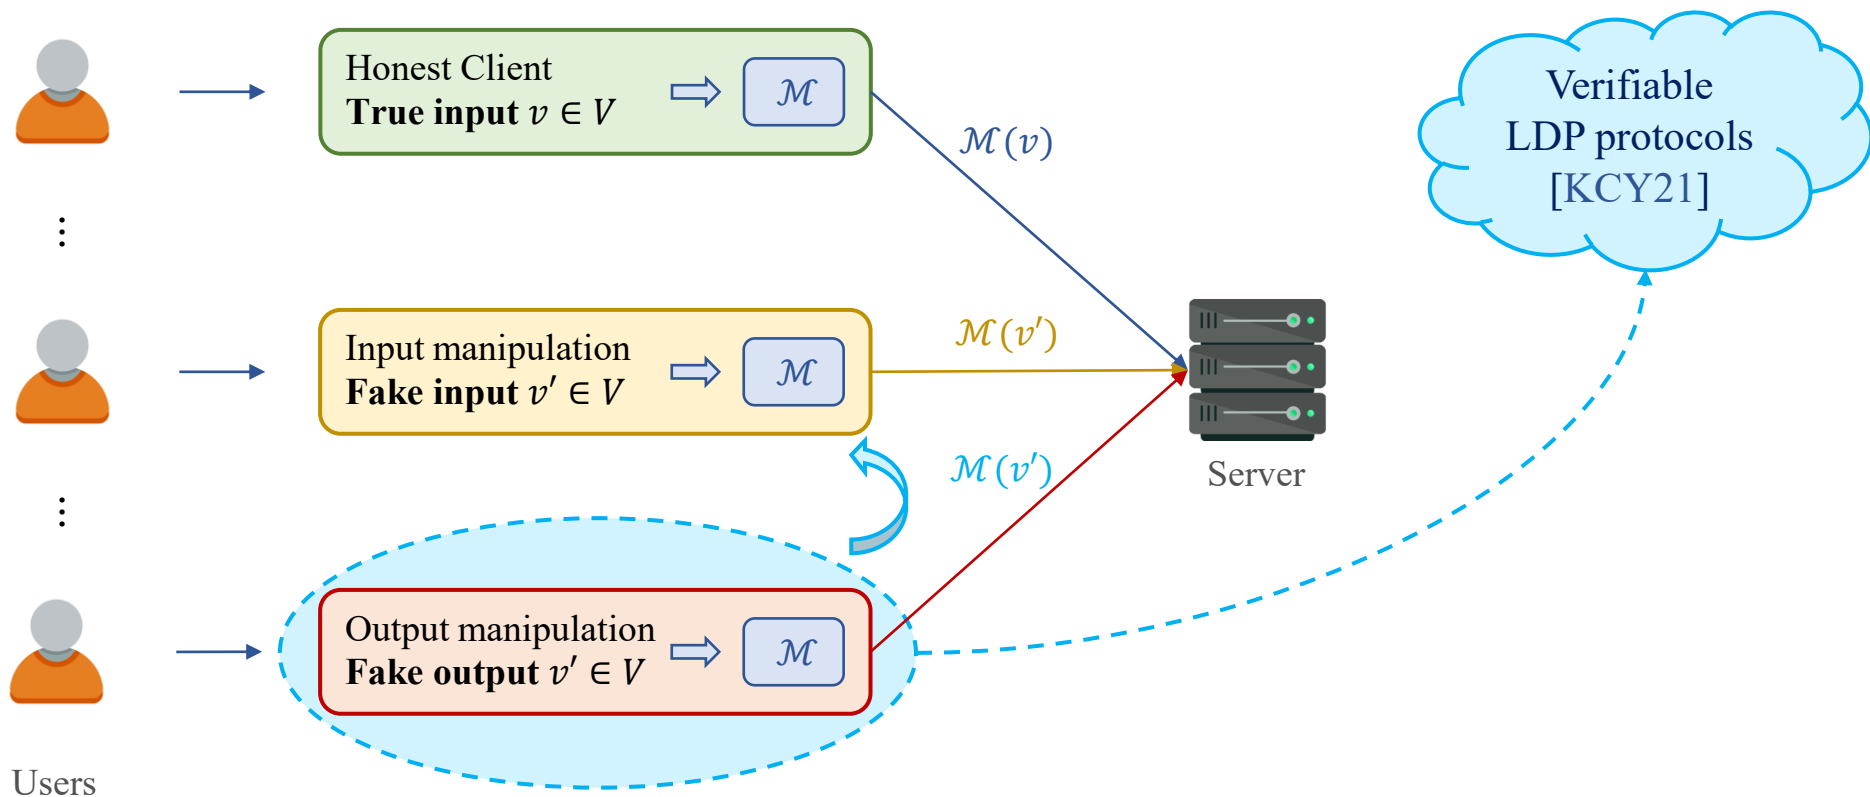 Honest Client
True input v ∈ V
ℳ
ℳ(v)
Verifiable
LDP protocols
[KCY21]
⋮
Input manipulation
Fake input v′ ∈ V
ℳ
ℳ(v′)
Server
⋮
ℳ(v′)
Output manipulation
Fake output v′ ∈ V
ℳ
Users